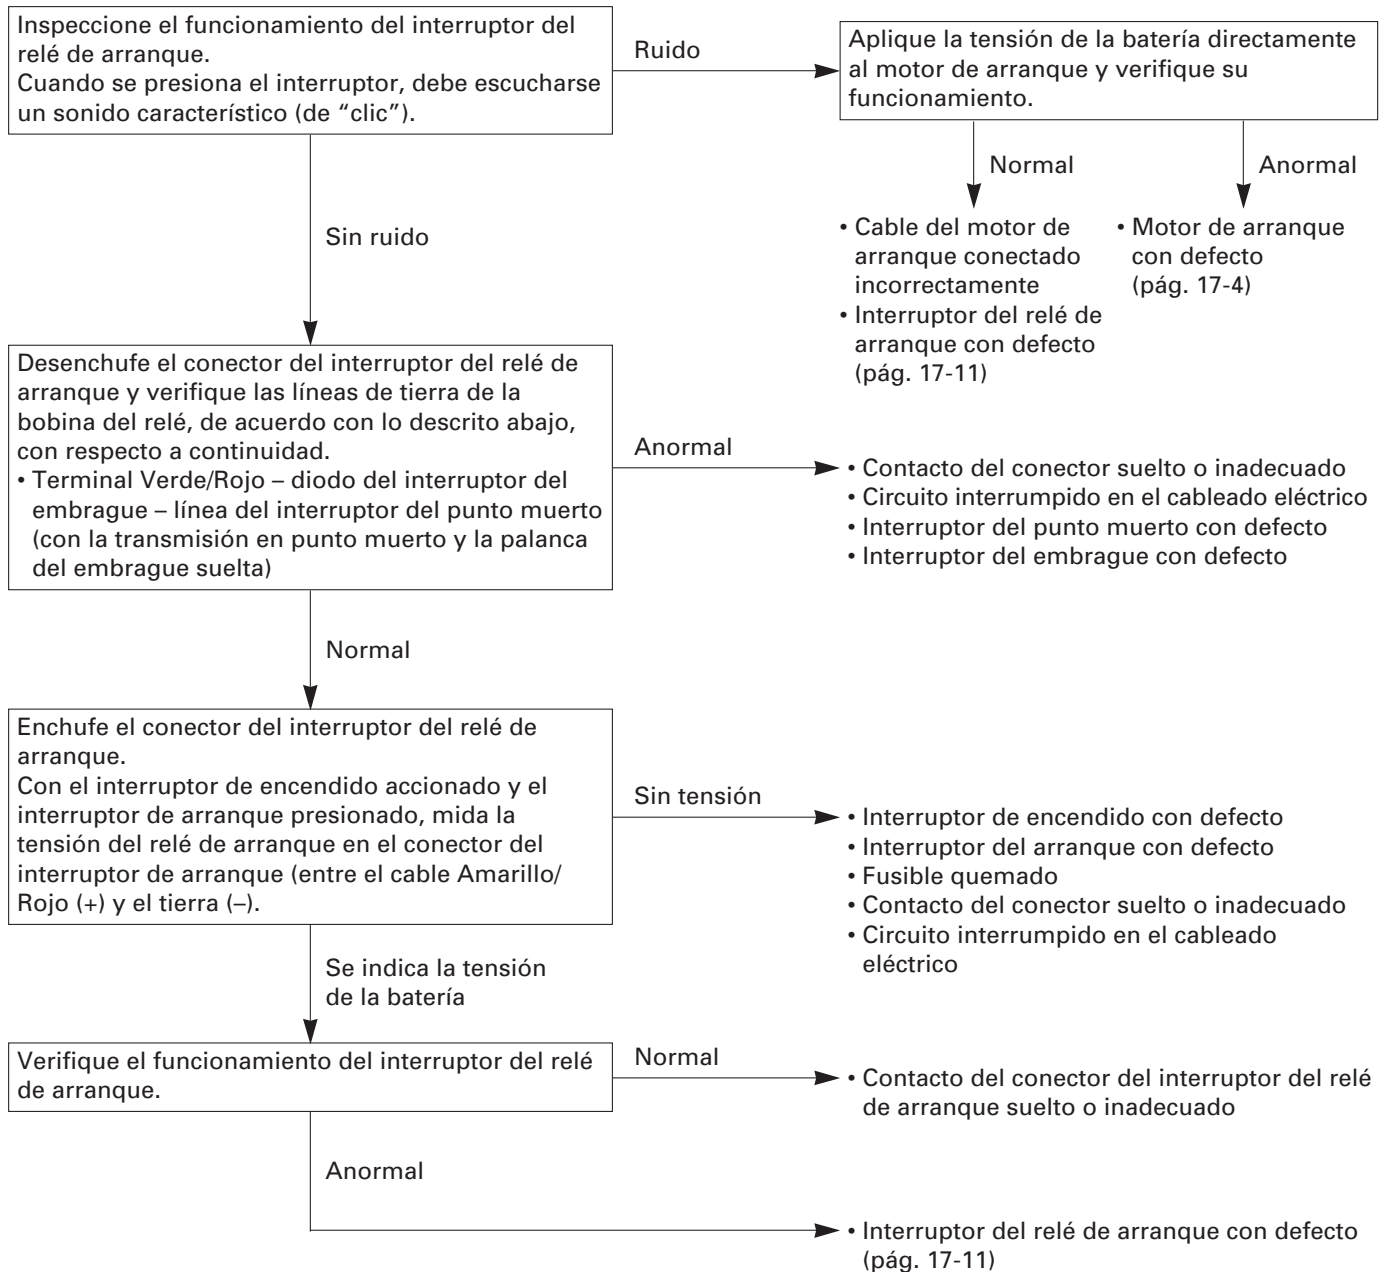 Inspeccione el funcionamiento del interruptor del
relé de arranque.
Cuando se presiona el interruptor, debe escucharse
un sonido característico (de “clic”).
Ruido
Aplique la tensión de la batería directamente
al motor de arranque y verifique su
funcionamiento.
Normal
Anormal
• Cable del motor de
arranque conectado
incorrectamente
• Interruptor del relé de
arranque con defecto
(pág. 17-11)
• Motor de arranque
con defecto
(pág. 17-4)
Sin ruido
Desenchufe el conector del interruptor del relé de
arranque y verifique las líneas de tierra de la
bobina del relé, de acuerdo con lo descrito abajo,
con respecto a continuidad.
• Terminal Verde/Rojo – diodo del interruptor del
embrague – línea del interruptor del punto muerto
(con la transmisión en punto muerto y la palanca
del embrague suelta)
Anormal
• Contacto del conector suelto o inadecuado
• Circuito interrumpido en el cableado eléctrico
• Interruptor del punto muerto con defecto
• Interruptor del embrague con defecto
Normal
Enchufe el conector del interruptor del relé de
arranque.
Con el interruptor de encendido accionado y el
interruptor de arranque presionado, mida la
tensión del relé de arranque en el conector del
interruptor de arranque (entre el cable Amarillo/
Rojo (+) y el tierra (–).
Sin tensión
• Interruptor de encendido con defecto
• Interruptor del arranque con defecto
• Fusible quemado
• Contacto del conector suelto o inadecuado
• Circuito interrumpido en el cableado
eléctrico
Se indica la tensión
de la batería
Verifique el funcionamiento del interruptor del relé
de arranque.
Normal
• Contacto del conector del interruptor del relé
de arranque suelto o inadecuado
Anormal
• Interruptor del relé de arranque con defecto
(pág. 17-11)